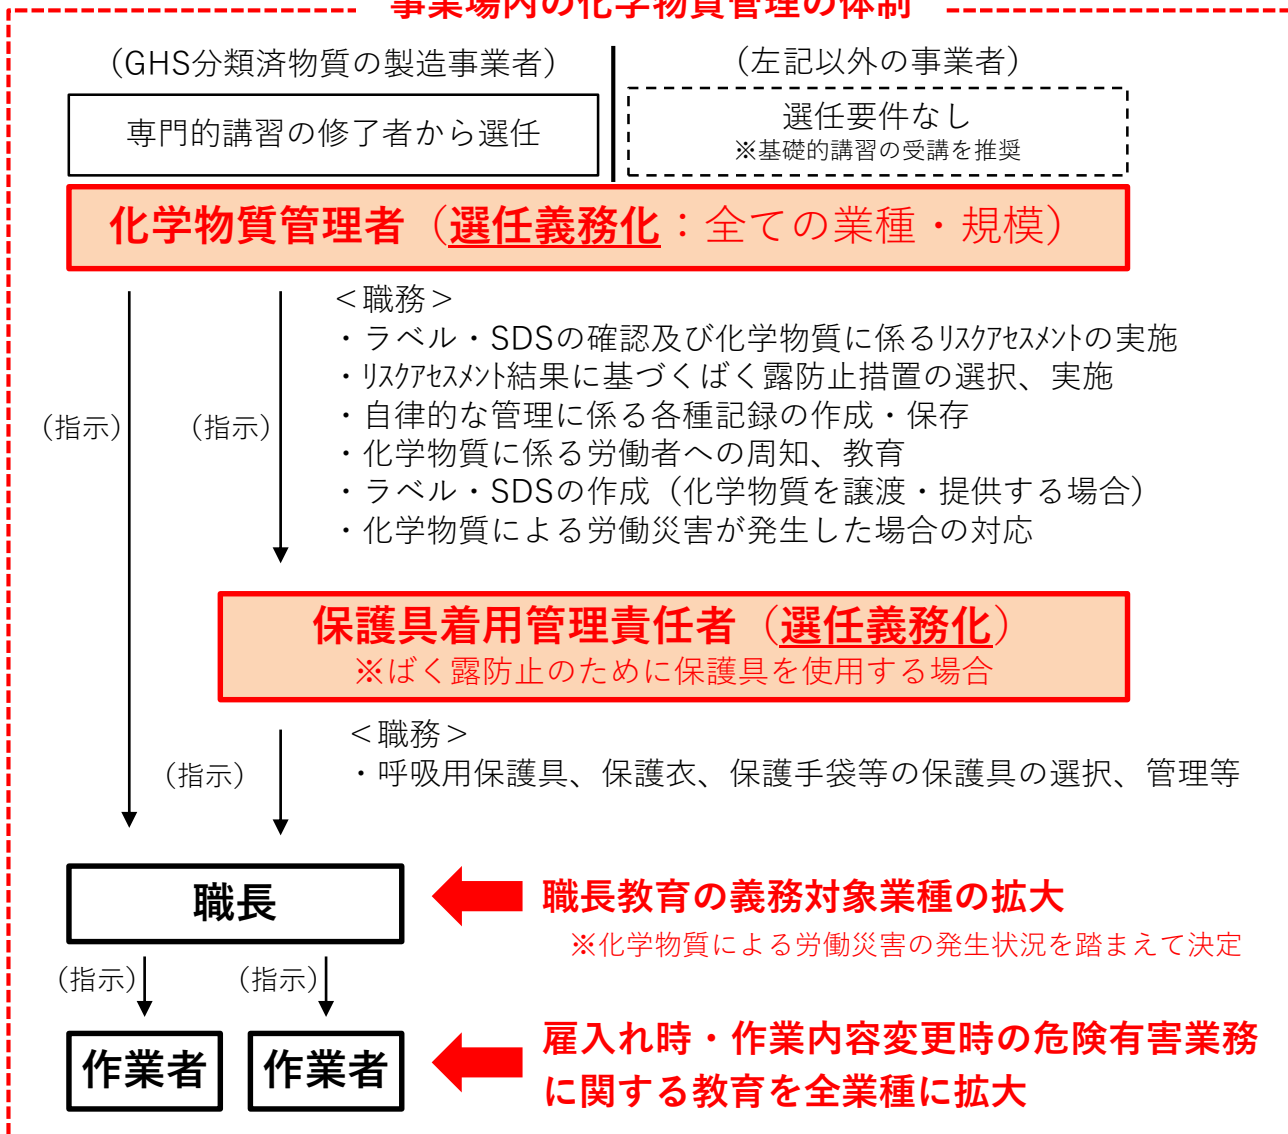 事業場内の化学物質管理の体制
（GHS分類済物質の製造事業者）
（左記以外の事業者）
専門的講習の修了者から選任
選任要件なし
※基礎的講習の受講を推奨
化学物質管理者（選任義務化：全ての業種・規模）
＜職務＞
・ラベル・SDSの確認及び化学物質に係るﾘｽｸｱｾｽﾒﾝﾄの実施
・ﾘｽｸｱｾｽﾒﾝﾄ結果に基づくばく露防止措置の選択、実施
・自律的な管理に係る各種記録の作成・保存
・化学物質に係る労働者への周知、教育
・ラベル・SDSの作成（化学物質を譲渡・提供する場合）
・化学物質による労働災害が発生した場合の対応
（指示）
（指示）
保護具着用管理責任者（選任義務化）
※ばく露防止のために保護具を使用する場合
＜職務＞
・呼吸用保護具、保護衣、保護手袋等の保護具の選択、管理等
（指示）
職長
職長教育の義務対象業種の拡大
※化学物質による労働災害の発生状況を踏まえて決定
（指示）
（指示）
作業者
作業者
雇入れ時・作業内容変更時の危険有害業務
に関する教育を全業種に拡大